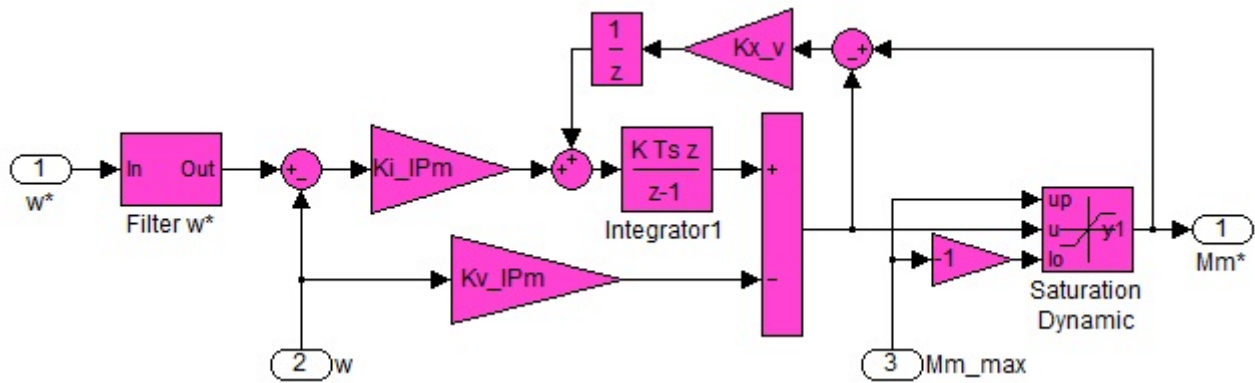 1
z
Kx_v
-
+
1
w*
In
Out
Filter w*
+
-
Ki_IPm
+
+
K Ts z
z-1
Integrator1
+
-
Kv_IPm
2
w
up
u
lo
y1
-1
Saturation
Dynamic
1
Mm*
3
Mm_max